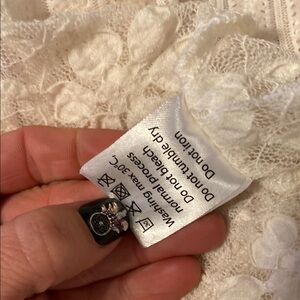 Washing max.30°C
normal process
Do not bleach
Do not tumble dry
Do not iron